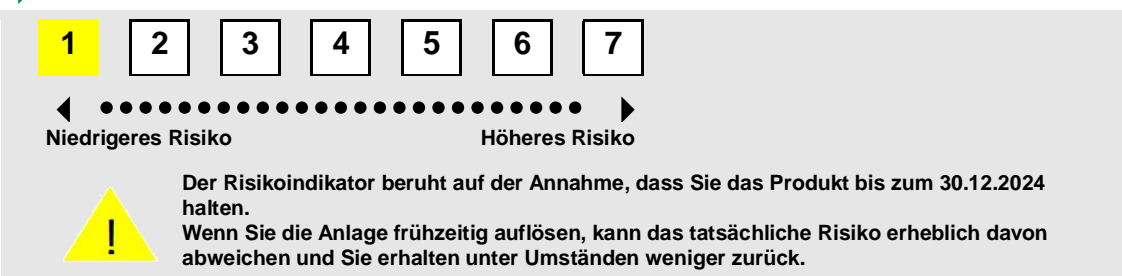 1 2 3 4 5 6 7
Niedrigeres Risiko Höheres Risiko
Der Risikoindikator beruht auf der Annahme, dass Sie das Produkt bis zum 30.12.2024
halten.
Wenn Sie die Anlage frühzeitig auflösen, kann das tatsächliche Risiko erheblich davon
abweichen und Sie erhalten unter Umständen weniger zurück.
!